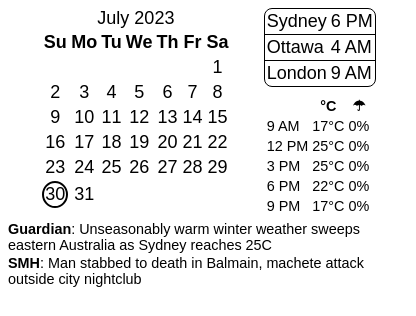 July 2023
Su Mo Tu We Th Fr Sa
1
2 3 4 5 6 7 8
9 10 11 12 13 14 15
16 17 18 19 20 21 22
23 24 25 26 27 28 29
30 31
Sydney 6 PM
Ottawa 4 AM
London 9 AM
°C ☂
9 AM 17°C 0%
12 PM 25°C 0%
3 PM 25°C 0%
6 PM 22°C 0%
9 PM 17°C 0%
Guardian: Unseasonably warm winter weather sweeps
eastern Australia as Sydney reaches 25C
SMH: Man stabbed to death in Balmain, machete attack
outside city nightclub